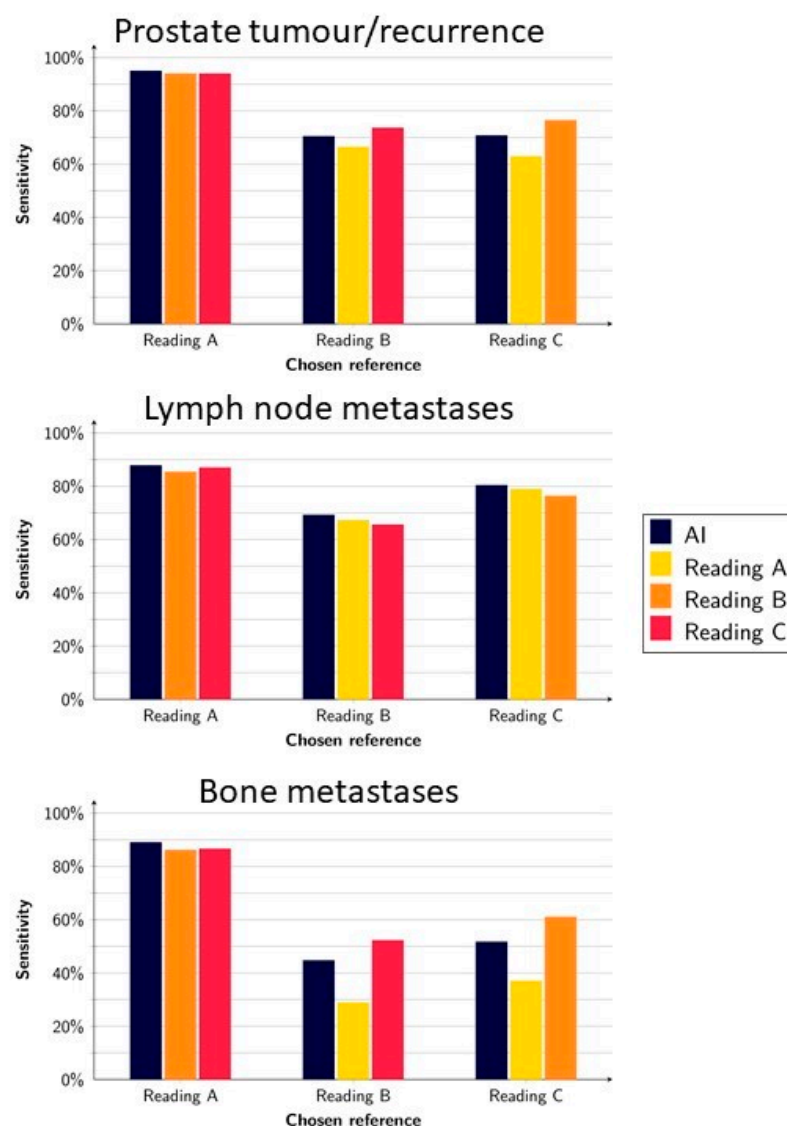 Prostate tumour/recurrence
100%
80%
60%
40%
20%
0%
Sensitivity
Reading A
Reading B
Reading C
Chosen reference
Lymph node metastases
100%
80%
60%
40%
20%
0%
Sensitivity
Reading A
Reading B
Reading C
Chosen reference
AI
Reading A
Reading B
Reading C
Bone metastases
100%
80%
60%
40%
20%
0%
Sensitivity
Reading A
Reading B
Reading C
Chosen reference